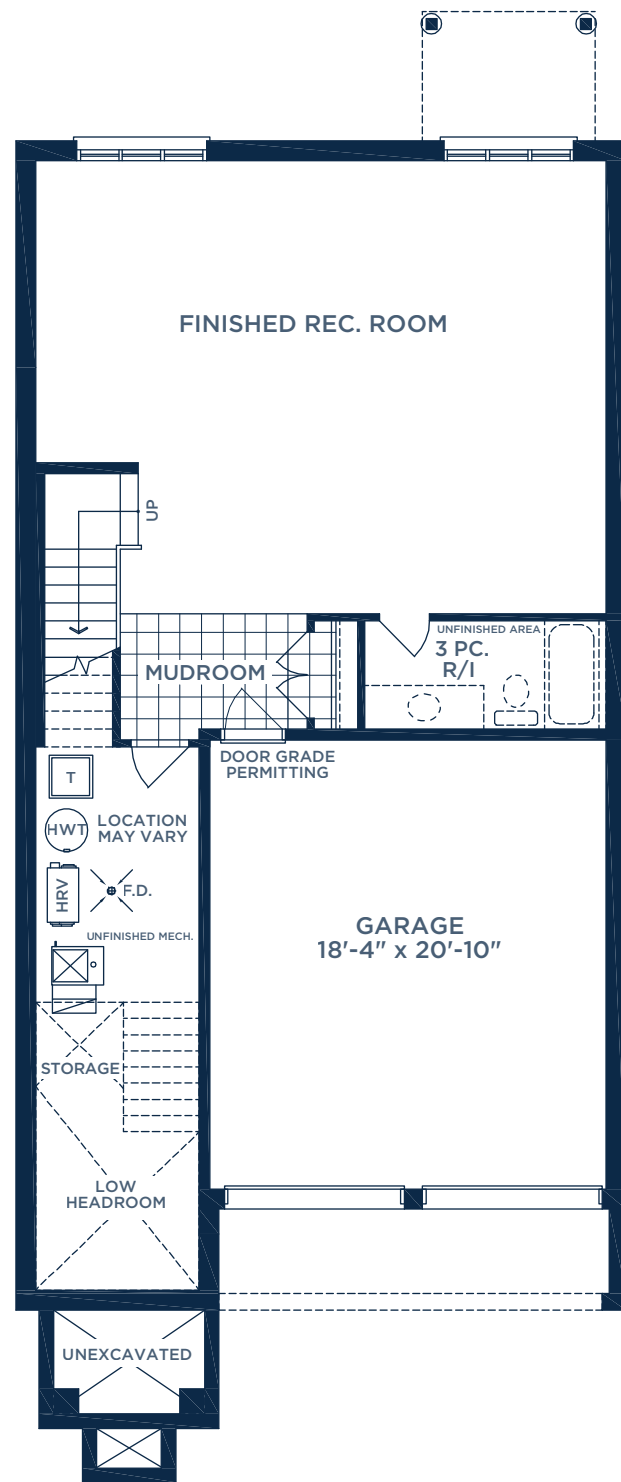 FINISHED REC. ROOM
UP
UNFINISHED AREA
3 PC.
R/I
MUDROOM
DOOR GRADE
PERMITTING
T
HWT
LOCATION
MAY VARY
HRV
F.D.
UNFINISHED MECH.
GARAGE
18'-4" x 20'-10"
STORAGE
LOW
HEADROOM
UNEXCAVATED